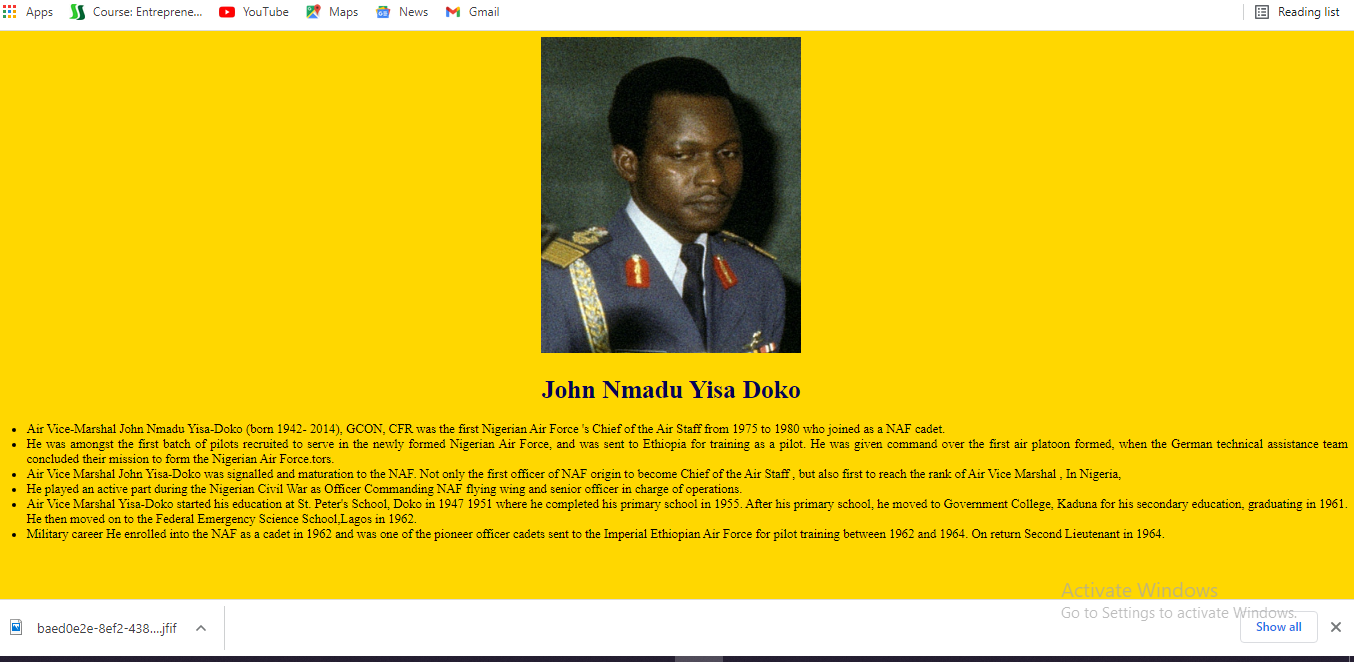 Apps Course: Entreprene... YouTube Maps News Gmail Reading list
John Nmadu Yisa Doko
Air Vice-Marshal John Nmadu Yisa-Doko (born 1942- 2014), GCON, CFR was the first Nigerian Air Force 's Chief of the Air Staff from 1975 to 1980 who joined as a NAF cadet.
He was amongst the first batch of pilots recruited to serve in the newly formed Nigerian Air Force, and was sent to Ethiopia for training as a pilot. He was given command over the first air platoon formed, when the German technical assistance team
concluded their mission to form the Nigerian Air Force.tors.
Air Vice Marshal John Yisa-Doko was signalled and maturation to the NAF. Not only the first officer of NAF origin to become Chief of the Air Staff , but also first to reach the rank of Air Vice Marshal , In Nigeria,
He played an active part during the Nigerian Civil War as Officer Commanding NAF flying wing and senior officer in charge of operations.
Air Vice Marshal Yisa-Doko started his education at St. Peter's School, Doko in 1947 1951 where he completed his primary school in 1955. After his primary school, he moved to Government College, Kaduna for his secondary education, graduating in 1961.
He then moved on to the Federal Emergency Science School,Lagos in 1962.
Military career He enrolled into the NAF as a cadet in 1962 and was one of the pioneer officer cadets sent to the Imperial Ethiopian Air Force for pilot training between 1962 and 1964. On return Second Lieutenant in 1964.
Activate Windows
Go to Settings to activate Windows.
baed0e2e-8ef2-438....jfif
Show all